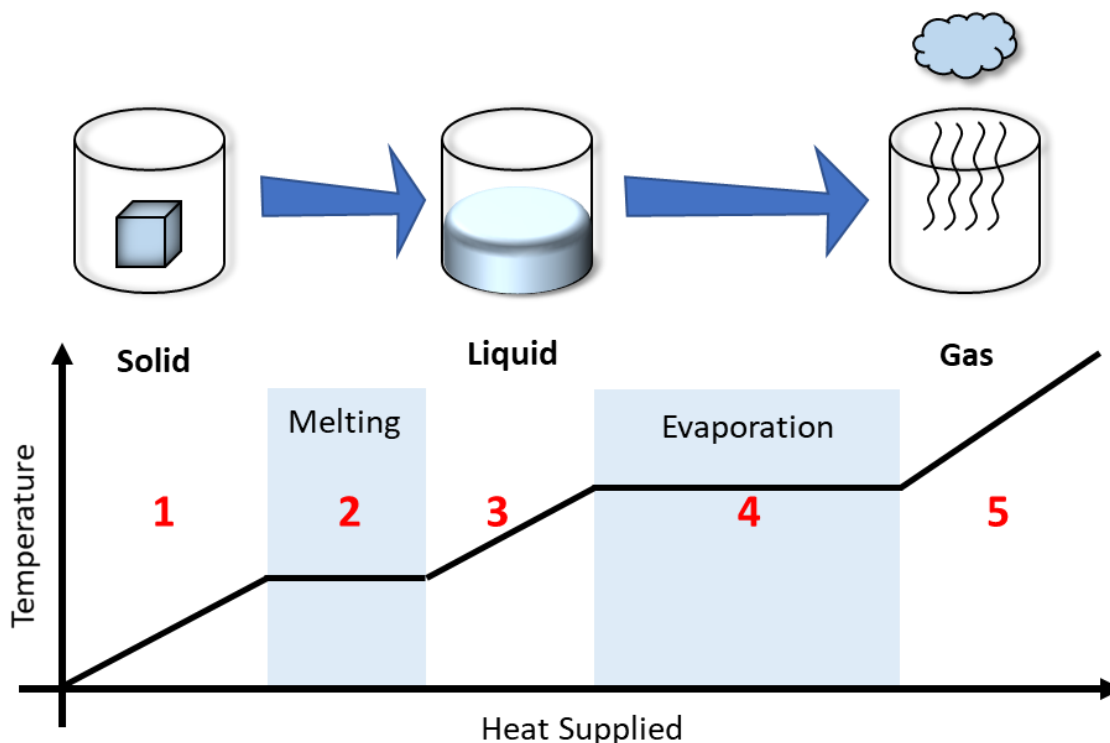 Solid
Liquid
Gas
Melting
Evaporation
1
2
3
4
5
Temperature
Heat Supplied